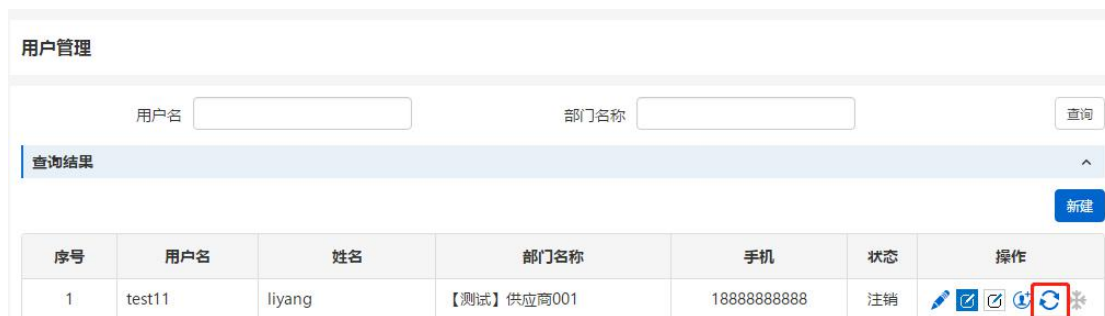 用户管理
用户名 部门名称 查询
查询结果
新建
序号 用户名 姓名 部门名称 手机 状态 操作
1 test11 liyang 【测试】供应商001 18888888888 注销